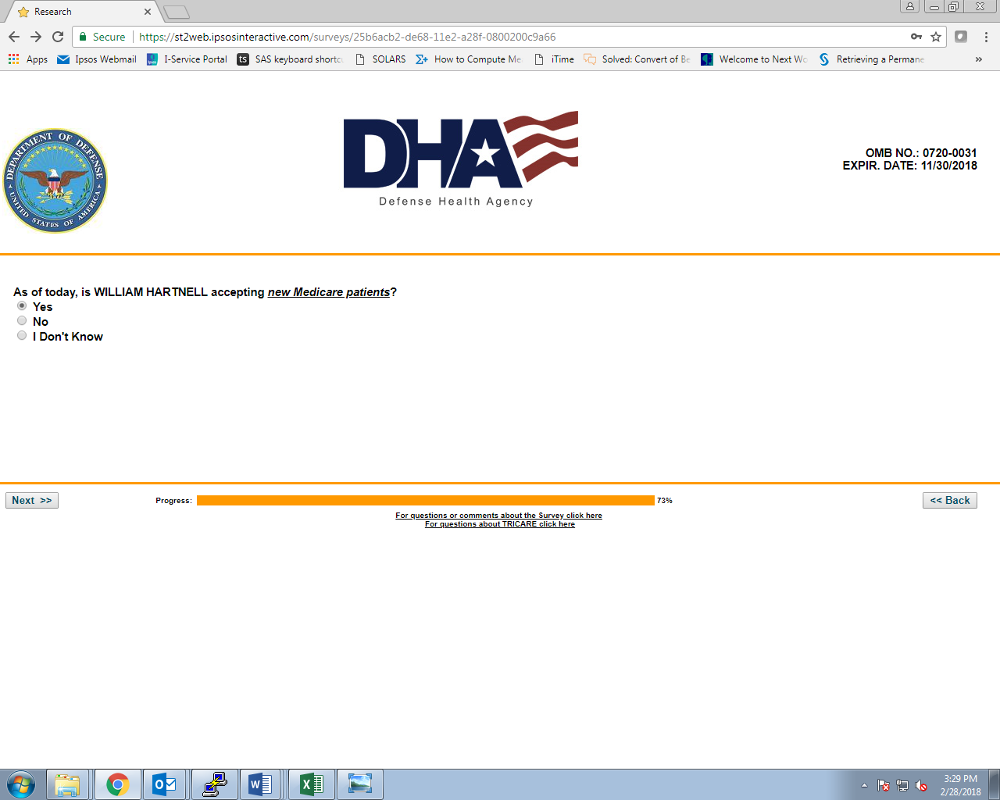 Research
Secure
https://st2web.ipsosinteractive.com/surveys/25b6acb2-de68-11e2-a28f-0800200c9a66
Apps
Ipsos Webmail
I-Service Portal
ts
SAS keyboard shortc
SOLARS
How to Compute Me
iTime
Solved: Convert of Be
Welcome to Next Wo
Retrieving a Permane
»
DEPARTMENT OF DEFENSE
UNITED STATES OF AMERICA
DHA
Defense Health Agency
OMB NO.: 0720-0031
EXPIR. DATE: 11/30/2018
As of today, is WILLIAM HARTNELL accepting new Medicare patients?
Yes
No
I Don't Know
Next >>
Progress:
73%
<< Back
For questions or comments about the Survey click here
For questions about TRICARE click here
3:29 PM
2/28/2018